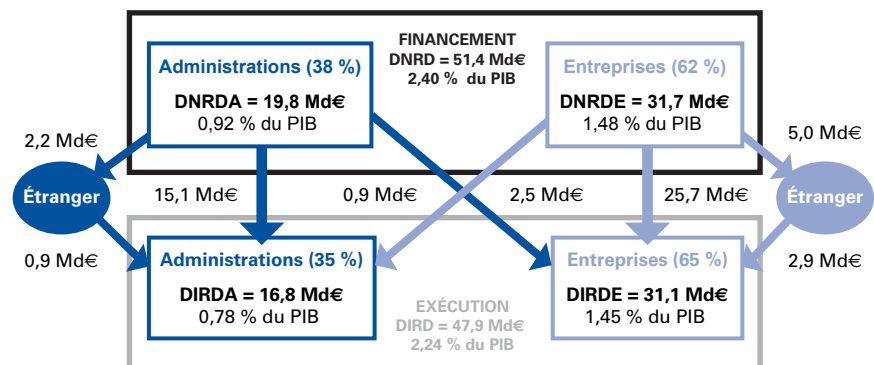 FINANCEMENT
DNRD = 51,4 Md€
2,40 % du PIB
Administrations (38 %)
DNRDA = 19,8 Md€
0,92 % du PIB
Entreprises (62 %)
DNRDE = 31,7 Md€
1,48 % du PIB
2,2 Md€
5,0 Md€
Étranger
15,1 Md€
0,9 Md€
2,5 Md€
25,7 Md€
Étranger
0,9 Md€
2,9 Md€
Administrations (35 %)
DIRDA = 16,8 Md€
0,78 % du PIB
Entreprises (65 %)
DIRDE = 31,1 Md€
1,45 % du PIB
EXÉCUTION
DIRD = 47,9 Md€
2,24 % du PIB